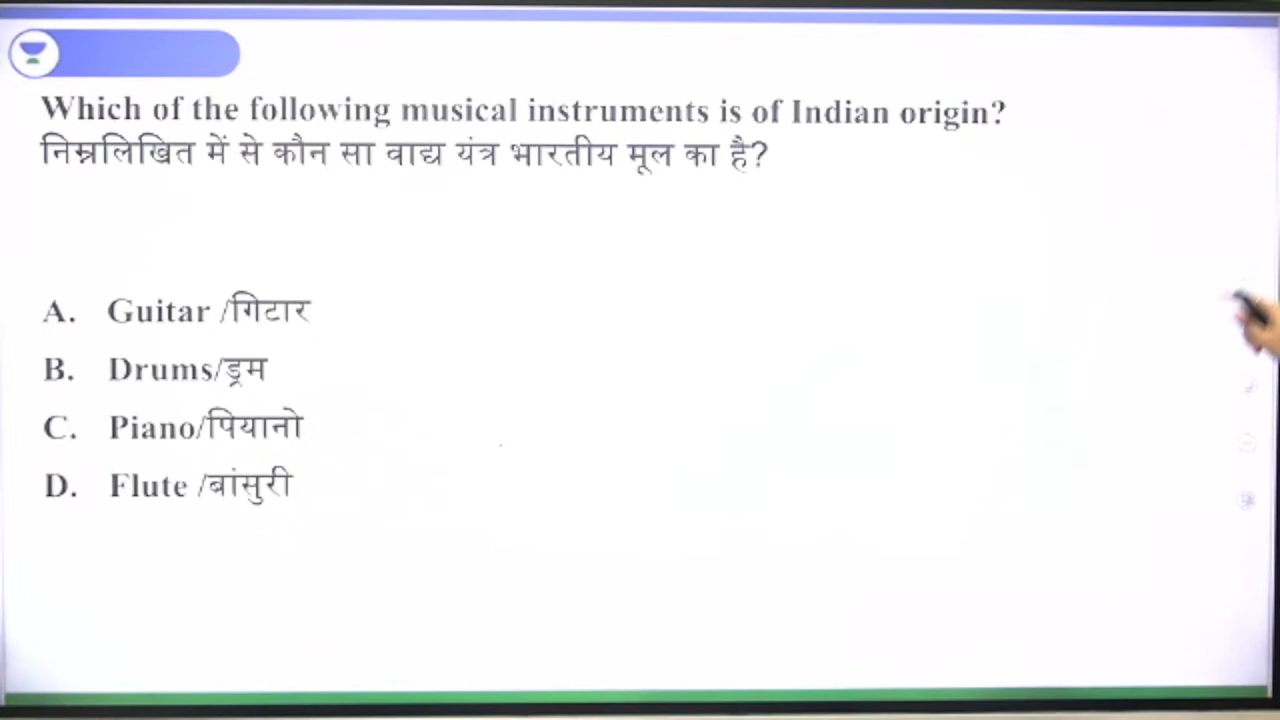 Which of the following musical instruments is of Indian origin?
निम्नलिखित में से कौन सा वाद्य यंत्र भारतीय मूल का है?
A. Guitar /गिटार
B. Drums/ड्रम
C. Piano/पियानो
D. Flute /बांसुरी